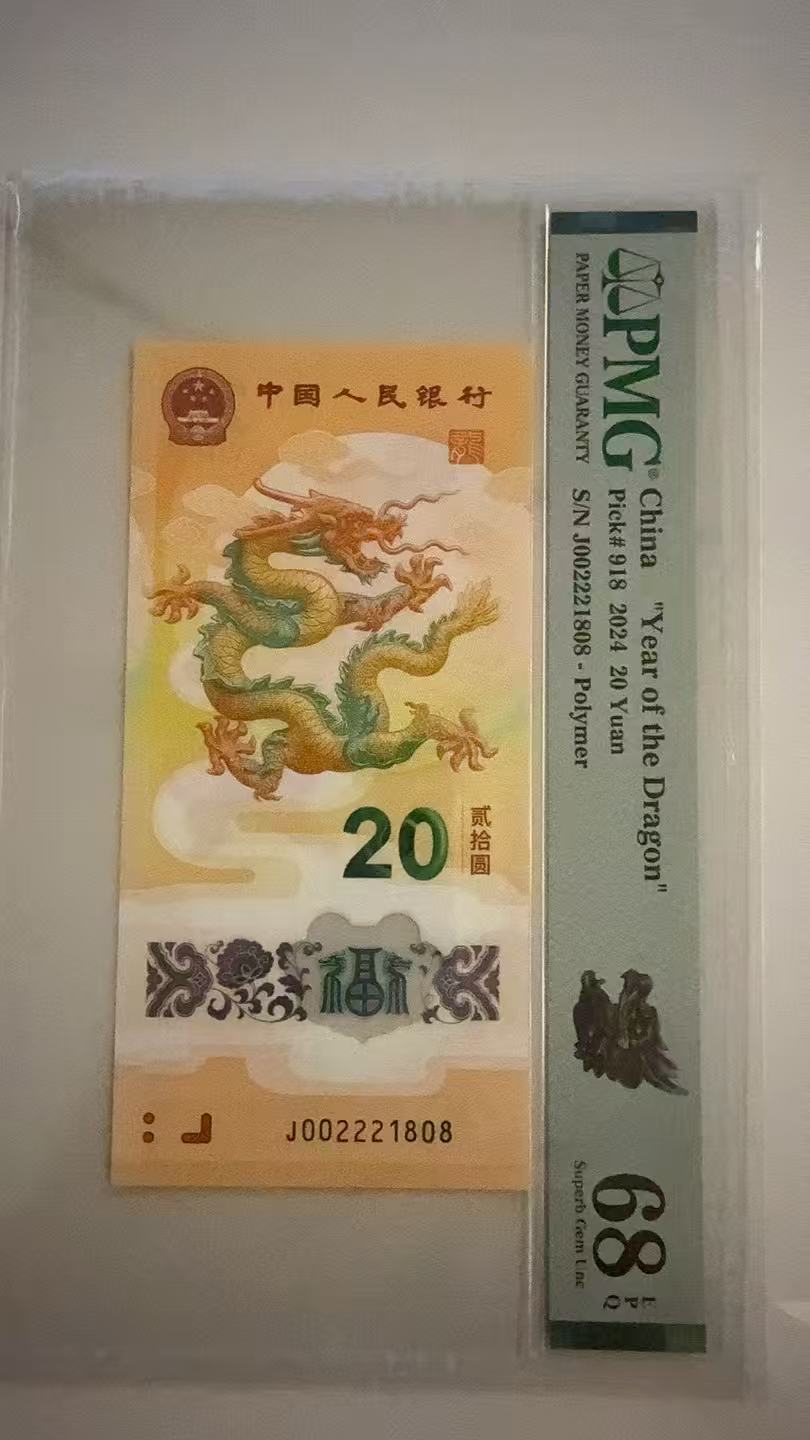 中国人民银行
20
贰拾圆
福
J002221808
PMG®
PAPER MONEY GUARANTY
China "Year of the Dragon"
Pick# 918 2024 20 Yuan
S/N J002221808 - Polymer
68
EPQ
Superb Gem Unc